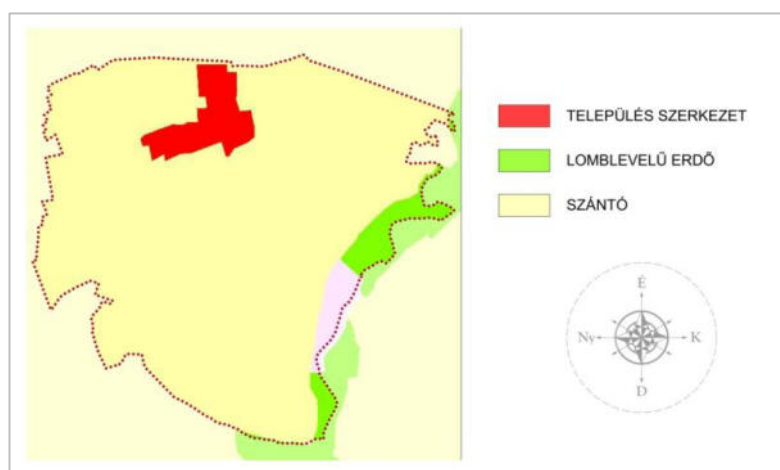 TELEPÜLÉS SZERKEZET
LOMBLEVELŰ ERDŐ
SZÁNTÓ
É
Ny K
D